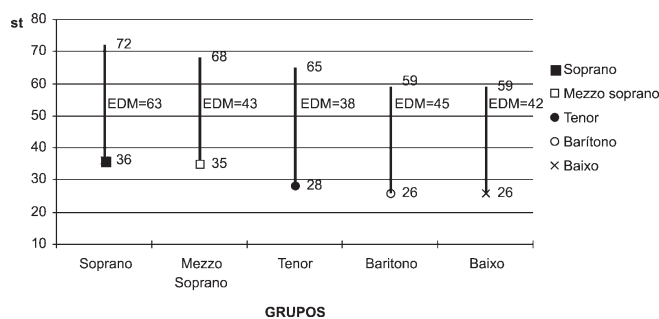 st
80
70
60
50
40
30
20
10
72
68
65
59
59
EDM=63
EDM=43
EDM=38
EDM=45
EDM=42
36
35
28
26
26
Soprano
Mezzo Soprano
Tenor
Baritono
Baixo
GRUPOS
Soprano
Mezzo soprano
Tenor
Barítono
Baixo